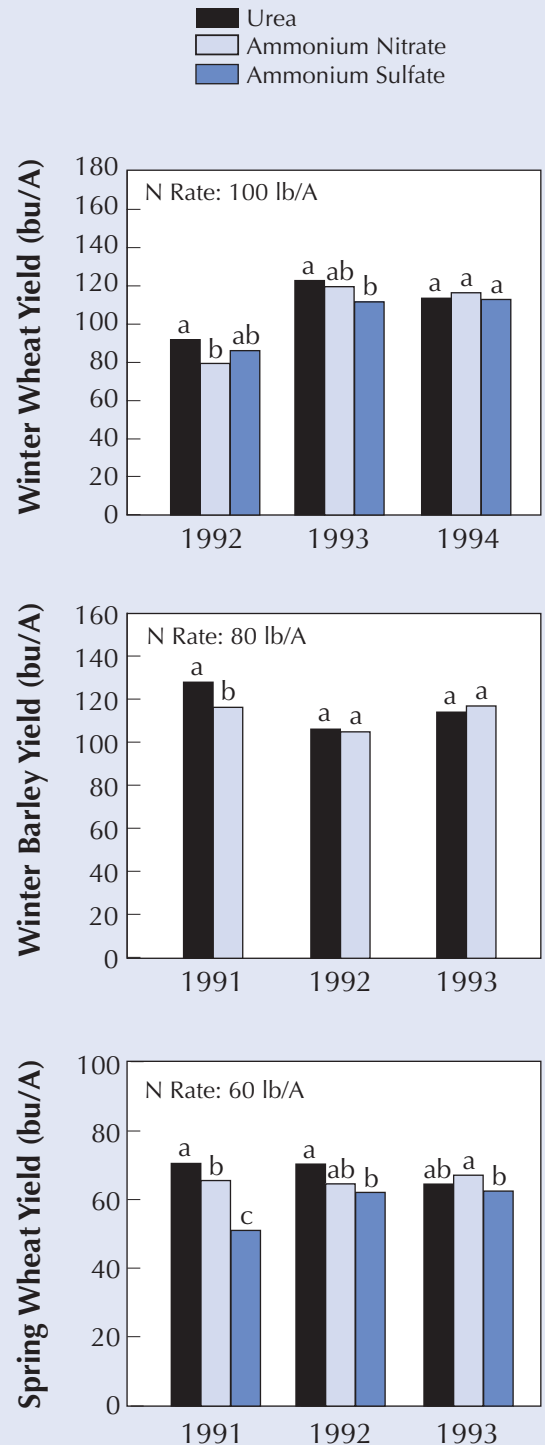 Urea
Ammonium Nitrate
Ammonium Sulfate
Winter Wheat Yield (bu/A)
180
160
140
120
100
80
60
40
20
0
N Rate: 100 lb/A
a
b
ab
a
ab
b
a
a
a
1992
1993
1994
Winter Barley Yield (bu/A)
160
140
120
100
80
60
40
20
0
N Rate: 80 lb/A
a
b
a
a
a
a
1991
1992
1993
Spring Wheat Yield (bu/A)
100
80
60
40
20
0
N Rate: 60 lb/A
a
b
c
a
ab
b
ab
a
b
1991
1992
1993